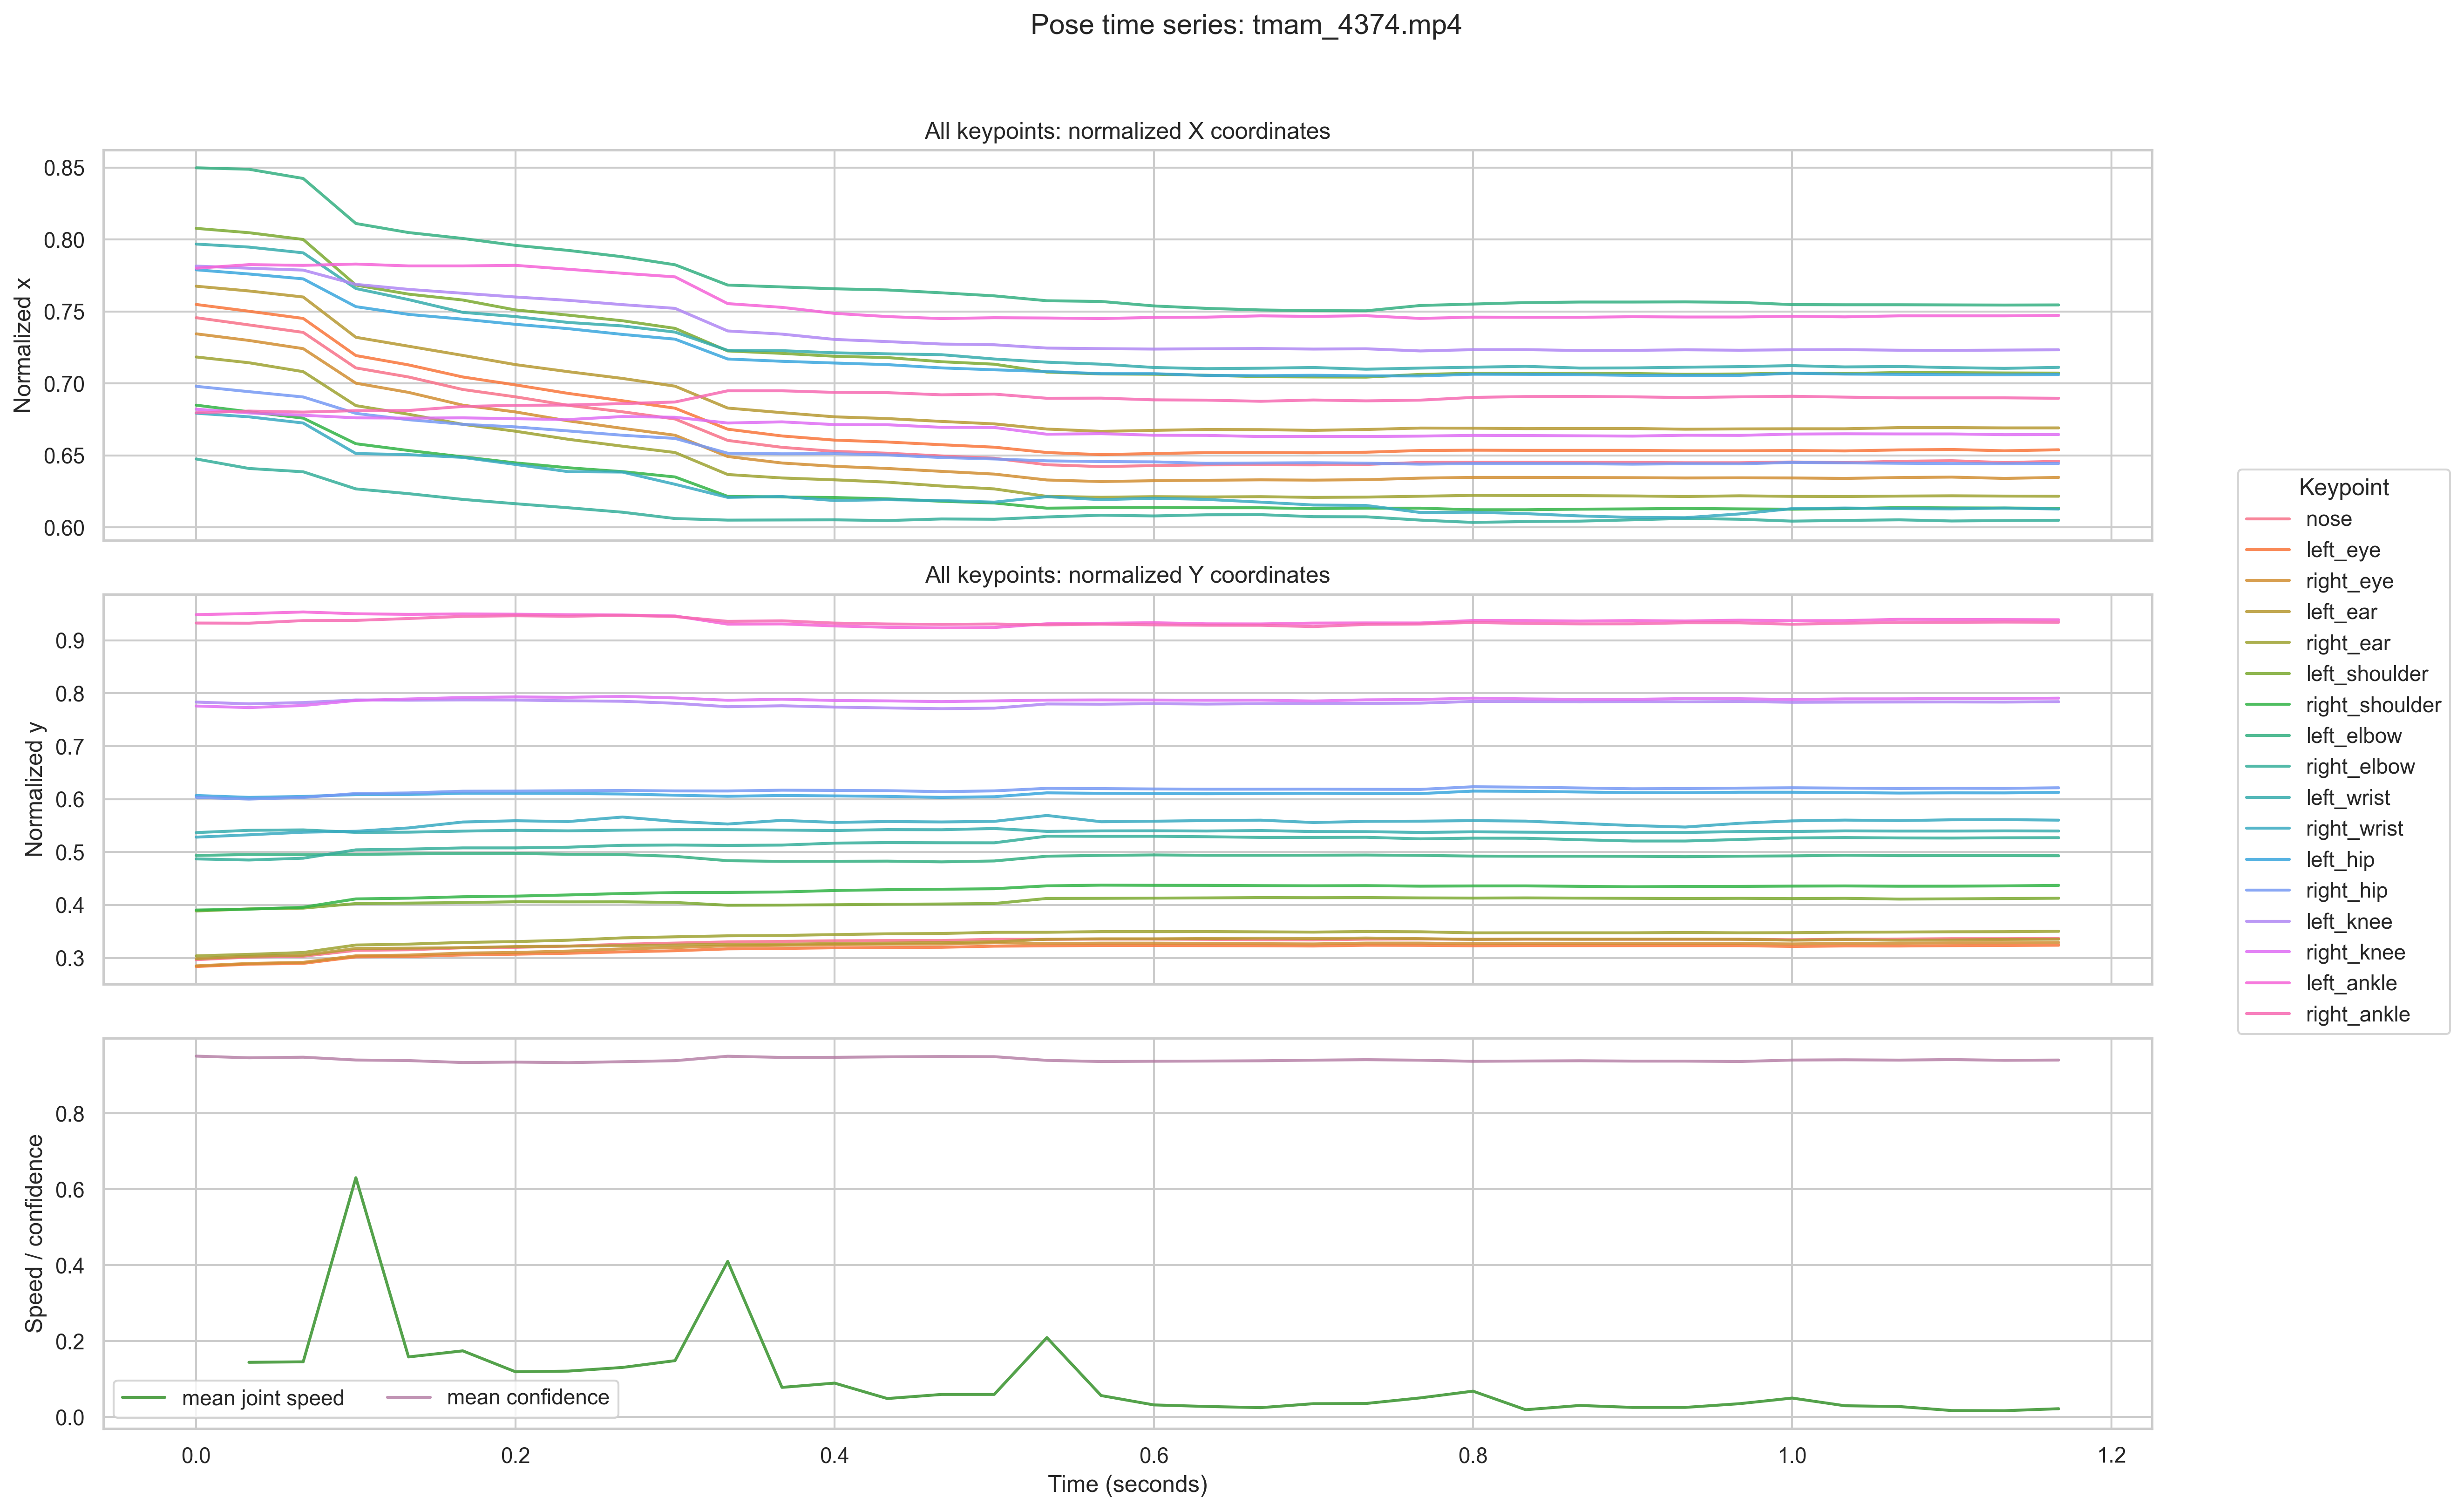 Pose time series: tmam_4374.mp4
All keypoints: normalized X coordinates
Normalized x
0.85
0.80
0.75
0.70
0.65
0.60
All keypoints: normalized Y coordinates
Normalized y
0.9
0.8
0.7
0.6
0.5
0.4
0.3
Speed / confidence
0.8
0.6
0.4
0.2
0.0
mean joint speed
mean confidence
0.0
0.2
0.4
0.6
0.8
1.0
1.2
Time (seconds)
Keypoint
nose
left_eye
right_eye
left_ear
right_ear
left_shoulder
right_shoulder
left_elbow
right_elbow
left_wrist
right_wrist
left_hip
right_hip
left_knee
right_knee
left_ankle
right_ankle